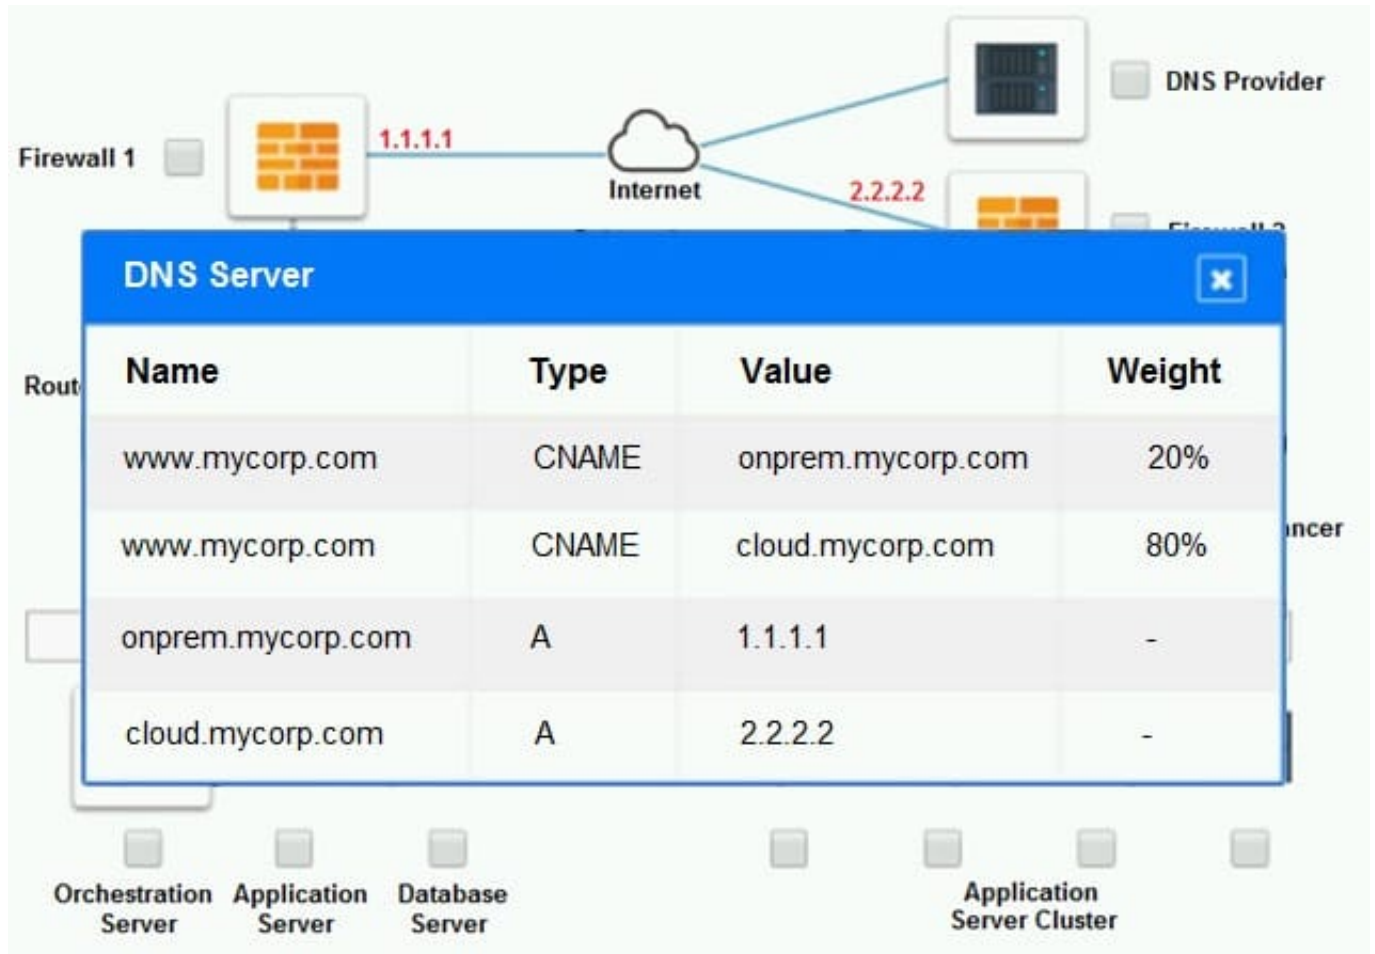 DNS Provider
1.1.1.1
Firewall 1
Internet
2.2.2.2
DNS Server
Name Type Value Weight
www.mycorp.com CNAME onprem.mycorp.com 20%
www.mycorp.com CNAME cloud.mycorp.com 80%
onprem.mycorp.com A 1.1.1.1 -
cloud.mycorp.com A 2.2.2.2 -
Orchestration Server
Application Server
Database Server
Application Server Cluster